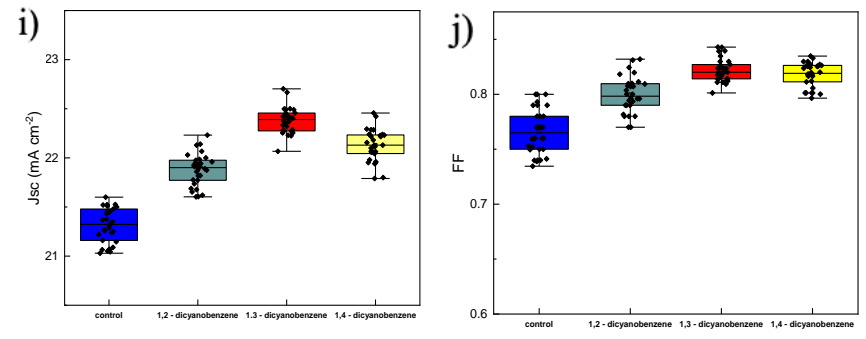 i)
Jsc (mA cm-2)
23
22
21
control
1,2 - dicyanobenzene
1.3 - dicyanobenzene
1,4 - dicyanobenzene
j)
FF
0.8
0.7
0.6
control
1,2 - dicyanobenzene
1,3 - dicyanobenzene
1,4 - dicyanobenzene